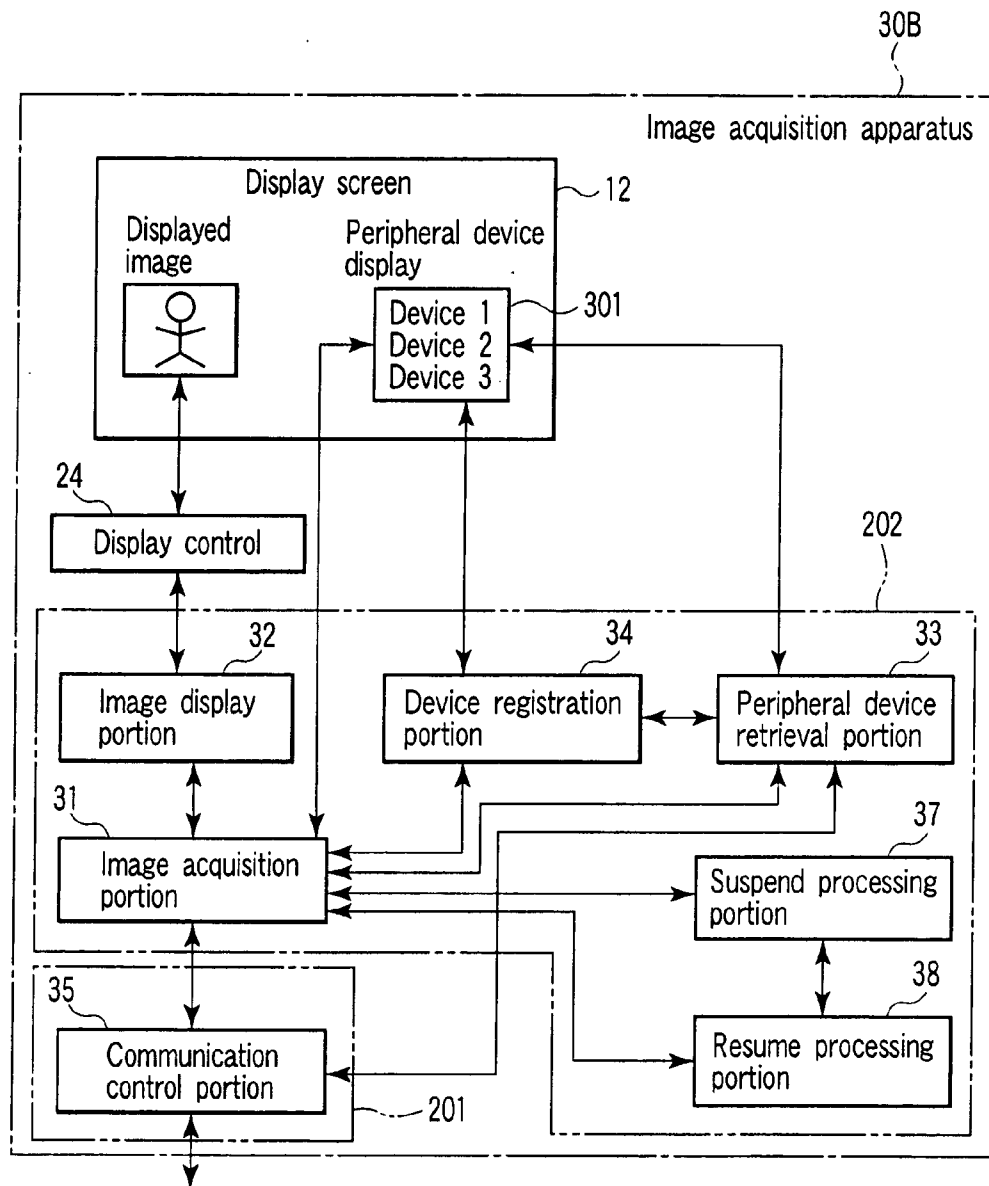 30B
Image acquisition apparatus
Display screen
12
Displayed
image
Peripheral device
display
301
Device 1
Device 2
Device 3
24
Display control
202
32
Image display
portion
34
Device registration
portion
33
Peripheral device
retrieval portion
31
Image acquisition
portion
37
Suspend processing
portion
35
Communication
control portion
201
38
Resume processing
portion